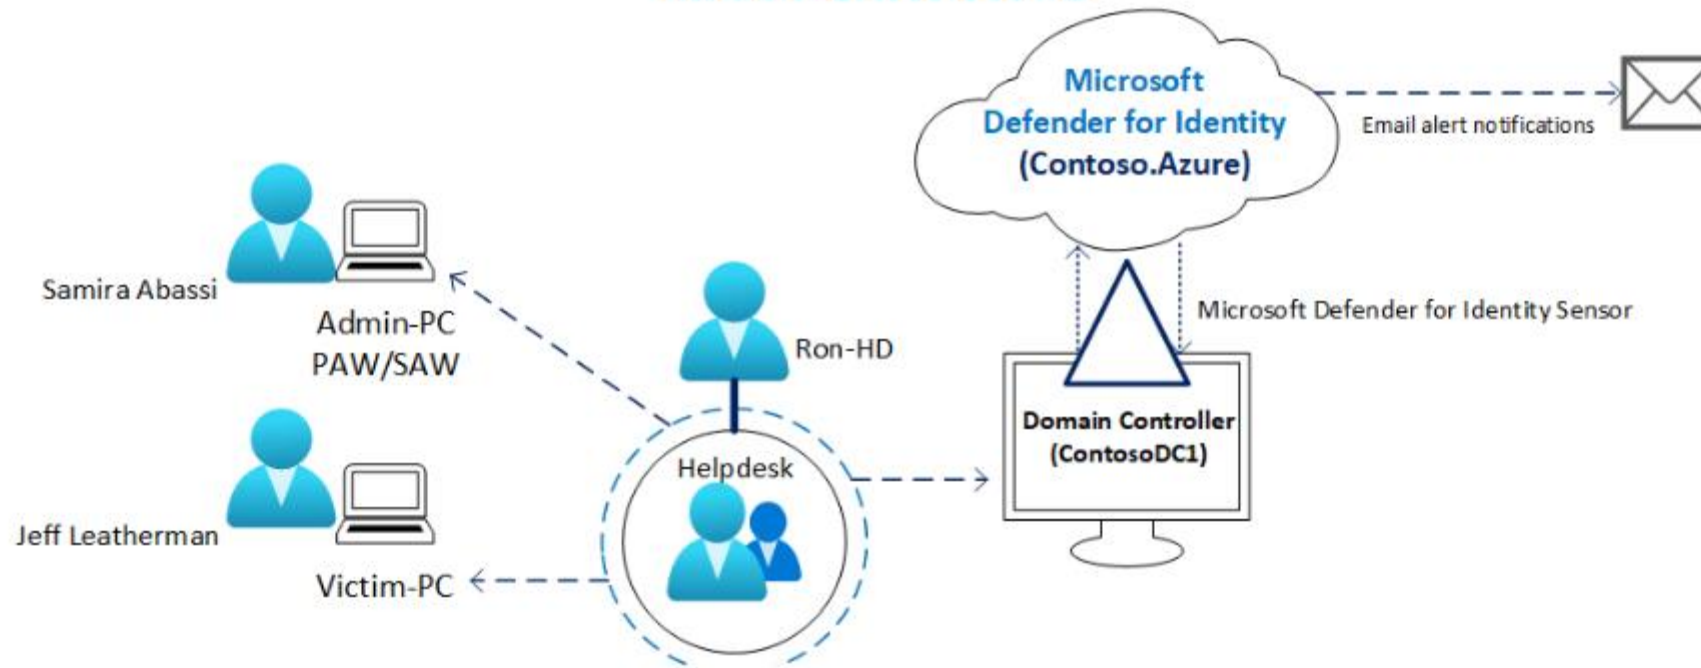 Microsoft
Defender for Identity
(Contoso.Azure)
Email alert notifications
Samira Abassi
Admin-PC
PAW/SAW
Ron-HD
Microsoft Defender for Identity Sensor
Domain Controller
(ContosoDC1)
Helpdesk
Jeff Leatherman
Victim-PC